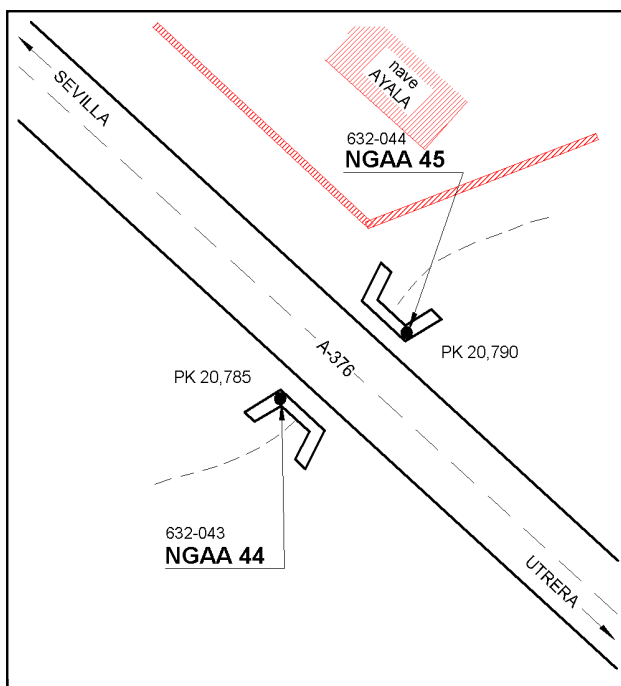 SEVILLA
nave
AYALA
632-044
NGAA 45
PK 20,790
A-376
PK 20,785
632-043
NGAA 44
UTRERA